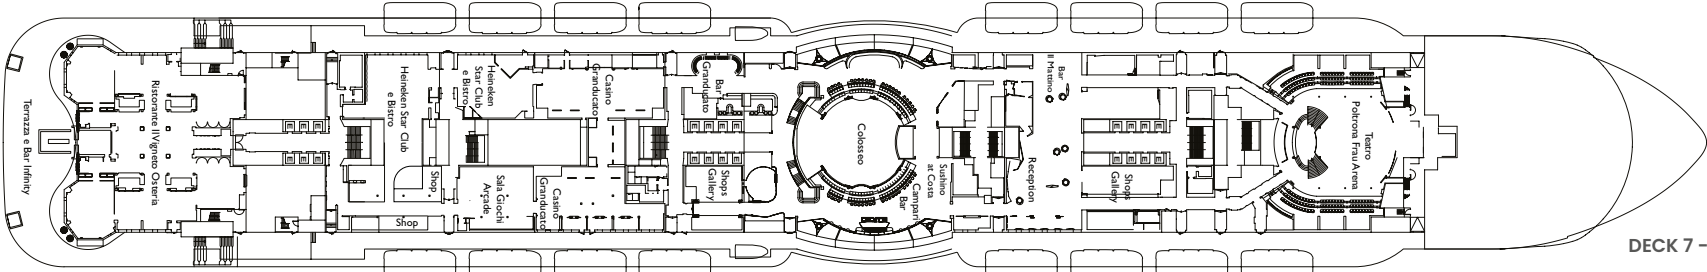 Terrazza e Bar Infinity
Ristorante Il Vigneto Osteria
Heineken Star Club
e Bistro
Shop
Shop
Heineken
Star Club
e Bistro
Sala Giochi
Arcade
Casino
Granducato
Casino
Granducato
Bar
Granducato
Shops
Gallery
Colosseo
Campari
Bar
Sushino
at Costa
Bar
Il Mattino
Reception
Shops
Gallery
Teatro
Poltrona Frau Arena
DECK 7 –